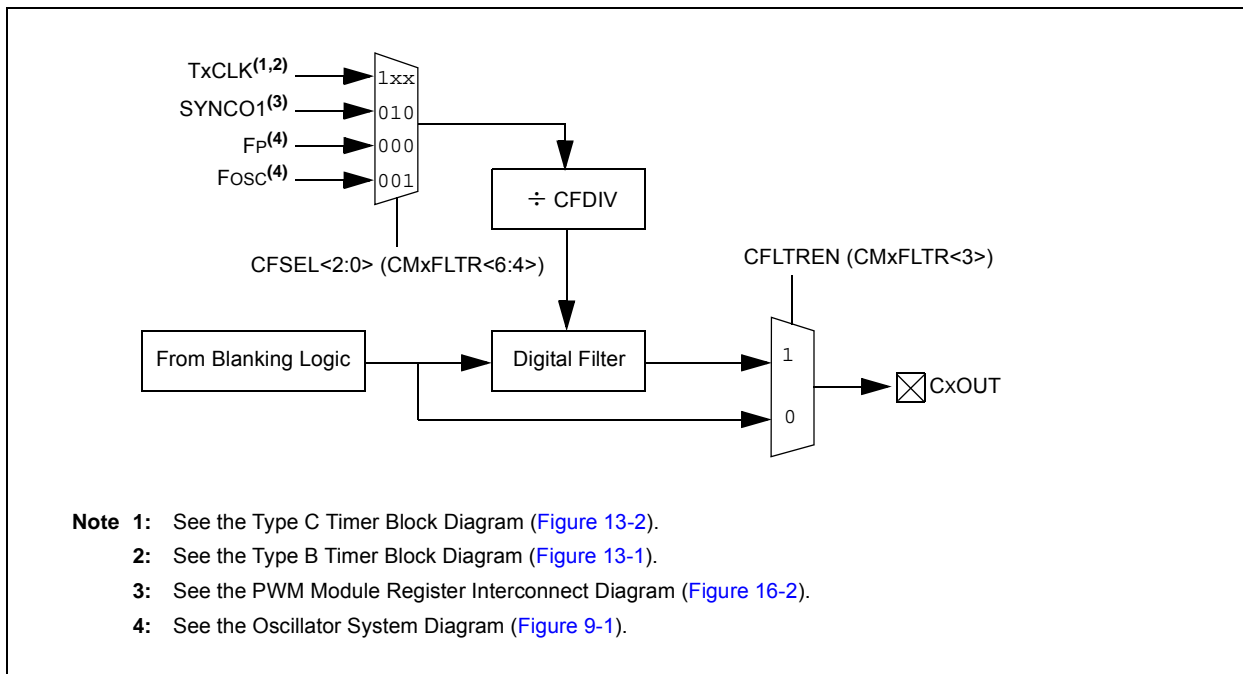 TxCLK(1,2)
1xx
SYNCO1(3)
010
FP(4)
000
FOSC(4)
001
÷ CFDIV
CFSEL<2:0> (CMxFLTR<6:4>)
CFLTREN (CMxFLTR<3>)
From Blanking Logic
Digital Filter
1
CxOUT
0
Note 1: See the Type C Timer Block Diagram (Figure 13-2).
2: See the Type B Timer Block Diagram (Figure 13-1).
3: See the PWM Module Register Interconnect Diagram (Figure 16-2).
4: See the Oscillator System Diagram (Figure 9-1).